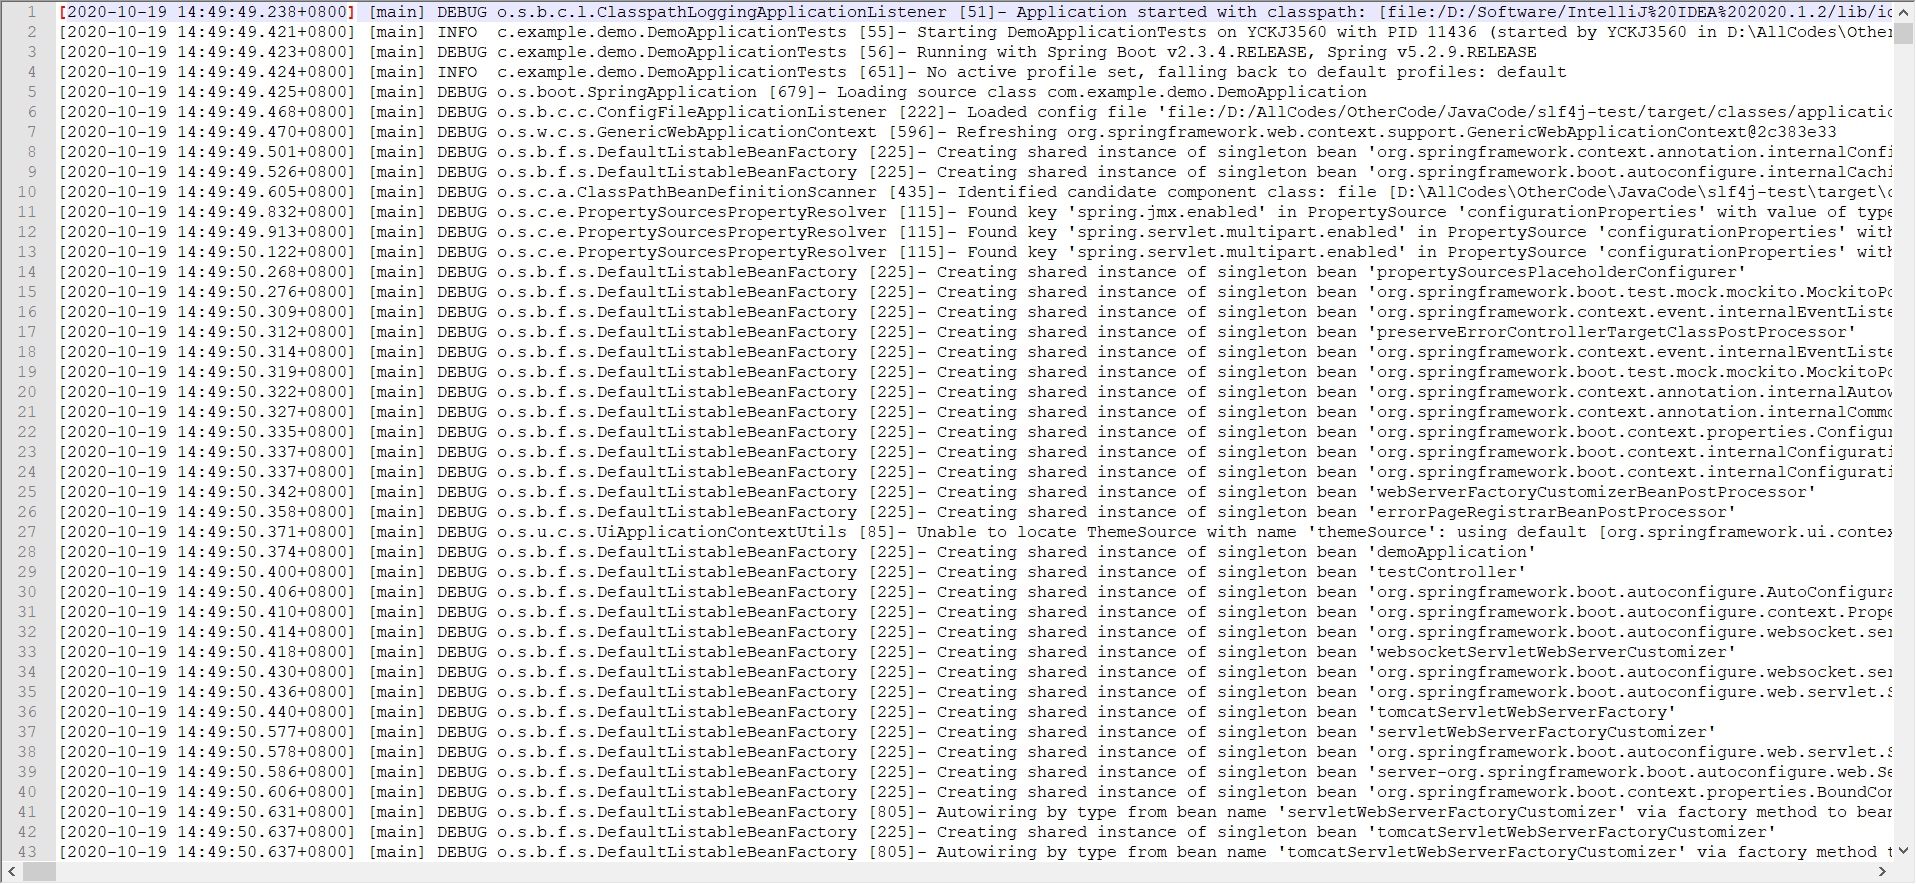 1 [2020-10-19 14:49:49.238+0800] [main] DEBUG o.s.b.c.l.ClasspathLoggingApplicationListener [51]- Application started with classpath: [file:/D:/Software/IntelliJ%20IDEA%202020.1.2/lib/id
2 [2020-10-19 14:49:49.421+0800] [main] INFO c.example.demo.DemoApplicationTests [55]- Starting DemoApplicationTests on YCKJ3560 with PID 11436 (started by YCKJ3560 in D:\AllCodes\Other
3 [2020-10-19 14:49:49.423+0800] [main] DEBUG c.example.demo.DemoApplicationTests [56]- Running with Spring Boot v2.3.4.RELEASE, Spring v5.2.9.RELEASE
4 [2020-10-19 14:49:49.424+0800] [main] INFO c.example.demo.DemoApplicationTests [651]- No active profile set, falling back to default profiles: default
5 [2020-10-19 14:49:49.425+0800] [main] DEBUG o.s.boot.SpringApplication [679]- Loading source class com.example.demo.DemoApplication
6 [2020-10-19 14:49:49.468+0800] [main] DEBUG o.s.b.c.c.ConfigFileApplicationListener [222]- Loaded config file 'file:/D:/AllCodes/OtherCode/JavaCode/slf4j-test/target/classes/applicatio
7 [2020-10-19 14:49:49.470+0800] [main] DEBUG o.s.w.c.s.GenericWebApplicationContext [596]- Refreshing org.springframework.web.context.support.GenericWebApplicationContext@2c383e33
8 [2020-10-19 14:49:49.501+0800] [main] DEBUG o.s.b.f.s.DefaultListableBeanFactory [225]- Creating shared instance of singleton bean 'org.springframework.context.annotation.internalConfi
9 [2020-10-19 14:49:49.526+0800] [main] DEBUG o.s.b.f.s.DefaultListableBeanFactory [225]- Creating shared instance of singleton bean 'org.springframework.boot.autoconfigure.internalCachi
10 [2020-10-19 14:49:49.605+0800] [main] DEBUG o.s.c.a.ClassPathBeanDefinitionScanner [435]- Identified candidate component class: file [D:\AllCodes\OtherCode\JavaCode\slf4j-test\target\c
11 [2020-10-19 14:49:49.832+0800] [main] DEBUG o.s.c.e.PropertySourcesPropertyResolver [115]- Found key 'spring.jmx.enabled' in PropertySource 'configurationProperties' with value of type
12 [2020-10-19 14:49:49.913+0800] [main] DEBUG o.s.c.e.PropertySourcesPropertyResolver [115]- Found key 'spring.servlet.multipart.enabled' in PropertySource 'configurationProperties' with
13 [2020-10-19 14:49:50.122+0800] [main] DEBUG o.s.c.e.PropertySourcesPropertyResolver [115]- Found key 'spring.servlet.multipart.enabled' in PropertySource 'configurationProperties' with
14 [2020-10-19 14:49:50.268+0800] [main] DEBUG o.s.b.f.s.DefaultListableBeanFactory [225]- Creating shared instance of singleton bean 'propertySourcesPlaceholderConfigurer'
15 [2020-10-19 14:49:50.276+0800] [main] DEBUG o.s.b.f.s.DefaultListableBeanFactory [225]- Creating shared instance of singleton bean 'org.springframework.boot.test.mock.mockito.MockitoPo
16 [2020-10-19 14:49:50.309+0800] [main] DEBUG o.s.b.f.s.DefaultListableBeanFactory [225]- Creating shared instance of singleton bean 'org.springframework.context.event.internalEventListe
17 [2020-10-19 14:49:50.312+0800] [main] DEBUG o.s.b.f.s.DefaultListableBeanFactory [225]- Creating shared instance of singleton bean 'preserveErrorControllerTargetClassPostProcessor'
18 [2020-10-19 14:49:50.314+0800] [main] DEBUG o.s.b.f.s.DefaultListableBeanFactory [225]- Creating shared instance of singleton bean 'org.springframework.context.event.internalEventListe
19 [2020-10-19 14:49:50.319+0800] [main] DEBUG o.s.b.f.s.DefaultListableBeanFactory [225]- Creating shared instance of singleton bean 'org.springframework.boot.test.mock.mockito.MockitoPo
20 [2020-10-19 14:49:50.322+0800] [main] DEBUG o.s.b.f.s.DefaultListableBeanFactory [225]- Creating shared instance of singleton bean 'org.springframework.context.annotation.internalAutow
21 [2020-10-19 14:49:50.327+0800] [main] DEBUG o.s.b.f.s.DefaultListableBeanFactory [225]- Creating shared instance of singleton bean 'org.springframework.context.annotation.internalCommo
22 [2020-10-19 14:49:50.335+0800] [main] DEBUG o.s.b.f.s.DefaultListableBeanFactory [225]- Creating shared instance of singleton bean 'org.springframework.boot.context.properties.Configur
23 [2020-10-19 14:49:50.337+0800] [main] DEBUG o.s.b.f.s.DefaultListableBeanFactory [225]- Creating shared instance of singleton bean 'org.springframework.boot.context.internalConfigurati
24 [2020-10-19 14:49:50.337+0800] [main] DEBUG o.s.b.f.s.DefaultListableBeanFactory [225]- Creating shared instance of singleton bean 'org.springframework.boot.context.internalConfigurati
25 [2020-10-19 14:49:50.342+0800] [main] DEBUG o.s.b.f.s.DefaultListableBeanFactory [225]- Creating shared instance of singleton bean 'webServerFactoryCustomizerBeanPostProcessor'
26 [2020-10-19 14:49:50.358+0800] [main] DEBUG o.s.b.f.s.DefaultListableBeanFactory [225]- Creating shared instance of singleton bean 'errorPageRegistrarBeanPostProcessor'
27 [2020-10-19 14:49:50.371+0800] [main] DEBUG o.s.u.c.s.UiApplicationContextUtils [85]- Unable to locate ThemeSource with name 'themeSource': using default [org.springframework.ui.contex
28 [2020-10-19 14:49:50.374+0800] [main] DEBUG o.s.b.f.s.DefaultListableBeanFactory [225]- Creating shared instance of singleton bean 'demoApplication'
29 [2020-10-19 14:49:50.400+0800] [main] DEBUG o.s.b.f.s.DefaultListableBeanFactory [225]- Creating shared instance of singleton bean 'testController'
30 [2020-10-19 14:49:50.406+0800] [main] DEBUG o.s.b.f.s.DefaultListableBeanFactory [225]- Creating shared instance of singleton bean 'org.springframework.boot.autoconfigure.AutoConfigura
31 [2020-10-19 14:49:50.410+0800] [main] DEBUG o.s.b.f.s.DefaultListableBeanFactory [225]- Creating shared instance of singleton bean 'org.springframework.boot.autoconfigure.context.Prope
32 [2020-10-19 14:49:50.414+0800] [main] DEBUG o.s.b.f.s.DefaultListableBeanFactory [225]- Creating shared instance of singleton bean 'org.springframework.boot.autoconfigure.websocket.ser
33 [2020-10-19 14:49:50.418+0800] [main] DEBUG o.s.b.f.s.DefaultListableBeanFactory [225]- Creating shared instance of singleton bean 'websocketServletWebServerCustomizer'
34 [2020-10-19 14:49:50.430+0800] [main] DEBUG o.s.b.f.s.DefaultListableBeanFactory [225]- Creating shared instance of singleton bean 'org.springframework.boot.autoconfigure.websocket.ser
35 [2020-10-19 14:49:50.436+0800] [main] DEBUG o.s.b.f.s.DefaultListableBeanFactory [225]- Creating shared instance of singleton bean 'org.springframework.boot.autoconfigure.web.servlet.S
36 [2020-10-19 14:49:50.440+0800] [main] DEBUG o.s.b.f.s.DefaultListableBeanFactory [225]- Creating shared instance of singleton bean 'tomcatServletWebServerFactory'
37 [2020-10-19 14:49:50.577+0800] [main] DEBUG o.s.b.f.s.DefaultListableBeanFactory [225]- Creating shared instance of singleton bean 'servletWebServerFactoryCustomizer'
38 [2020-10-19 14:49:50.578+0800] [main] DEBUG o.s.b.f.s.DefaultListableBeanFactory [225]- Creating shared instance of singleton bean 'org.springframework.boot.autoconfigure.web.servlet.S
39 [2020-10-19 14:49:50.586+0800] [main] DEBUG o.s.b.f.s.DefaultListableBeanFactory [225]- Creating shared instance of singleton bean 'server-org.springframework.boot.autoconfigure.web.Se
40 [2020-10-19 14:49:50.606+0800] [main] DEBUG o.s.b.f.s.DefaultListableBeanFactory [225]- Creating shared instance of singleton bean 'org.springframework.boot.context.properties.BoundCon
41 [2020-10-19 14:49:50.631+0800] [main] DEBUG o.s.b.f.s.DefaultListableBeanFactory [805]- Autowiring by type from bean name 'servletWebServerFactoryCustomizer' via factory method to bean
42 [2020-10-19 14:49:50.637+0800] [main] DEBUG o.s.b.f.s.DefaultListableBeanFactory [225]- Creating shared instance of singleton bean 'tomcatServletWebServerFactoryCustomizer'
43 [2020-10-19 14:49:50.637+0800] [main] DEBUG o.s.b.f.s.DefaultListableBeanFactory [805]- Autowiring by type from bean name 'tomcatServletWebServerFactoryCustomizer' via factory method t